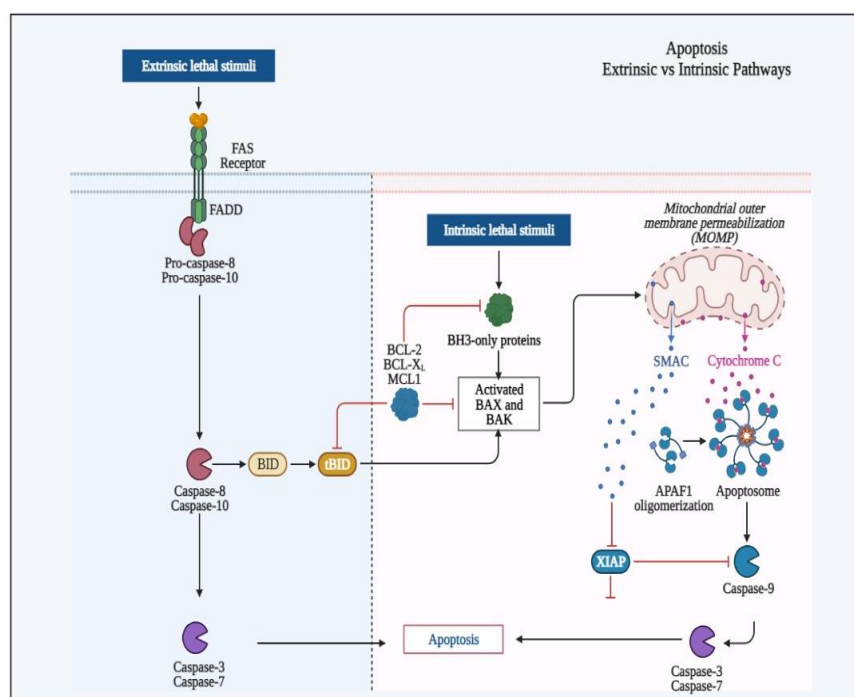 Apoptosis
Extrinsic vs Intrinsic Pathways
Extrinsic lethal stimuli
FAS
Receptor
FADD
Pro-caspase-8
Pro-caspase-10
Intrinsic lethal stimuli
Mitochondrial outer
membrane permeabilization
(MOMP)
BH3-only proteins
BCL-2
BCL-XL
MCL1
Activated
BAX and
BAK
SMAC
Cytochrome C
BID
tBID
Caspase-8
Caspase-10
APAF1
oligomerization
Apoptosome
XIAP
Caspase-9
Apoptosis
Caspase-3
Caspase-7
Caspase-3
Caspase-7